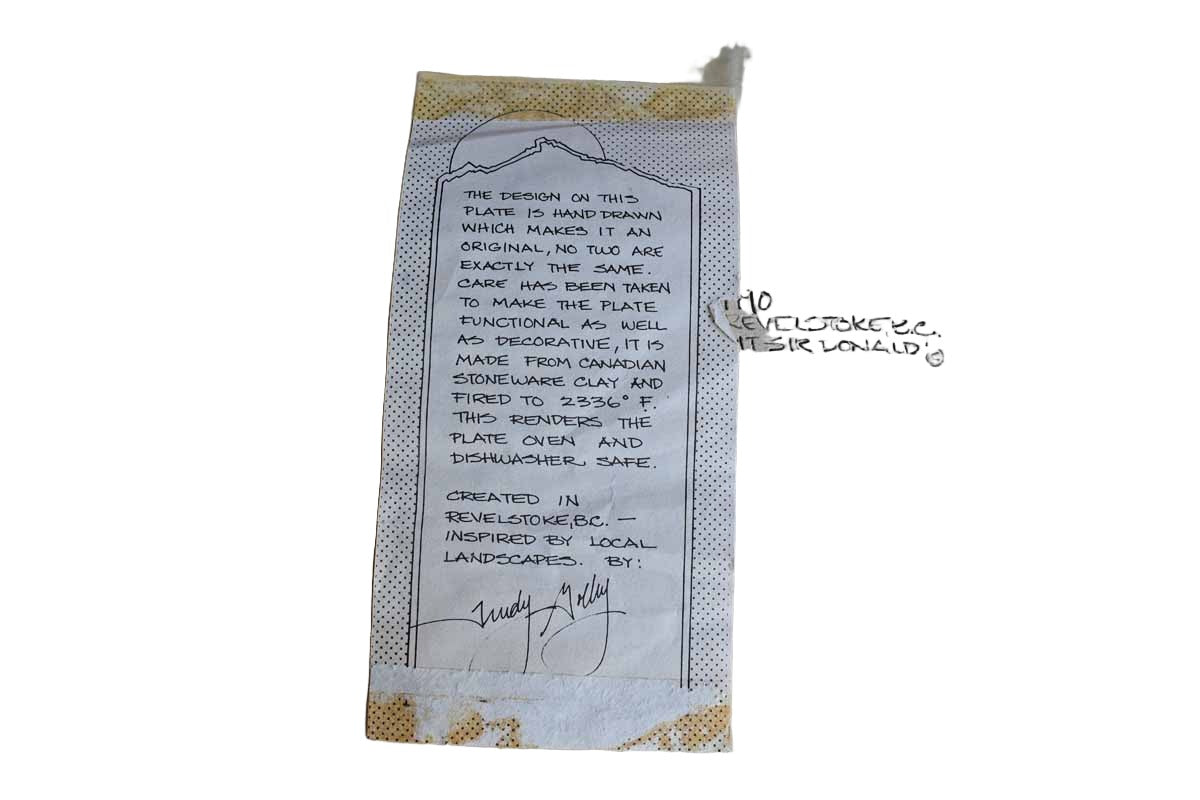 THE DESIGN ON THIS
PLATE IS HAND DRAWN
WHICH MAKES IT AN
ORIGINAL, NO TWO ARE
EXACTLY THE SAME.
CARE HAS BEEN TAKEN
TO MAKE THE PLATE
FUNCTIONAL AS WELL
AS DECORATIVE, IT IS
MADE FROM CANADIAN
STONEWARE CLAY AND
FIRED TO 2336° F.
THIS RENDERS THE
PLATE OVEN AND
DISHWASHER SAFE.
CREATED IN
REVELSTOKE, B.C. —
INSPIRED BY LOCAL
LANDSCAPES. BY:
Trudy Golley
REVELSTOKE, B.C.
SIR DONALD ©